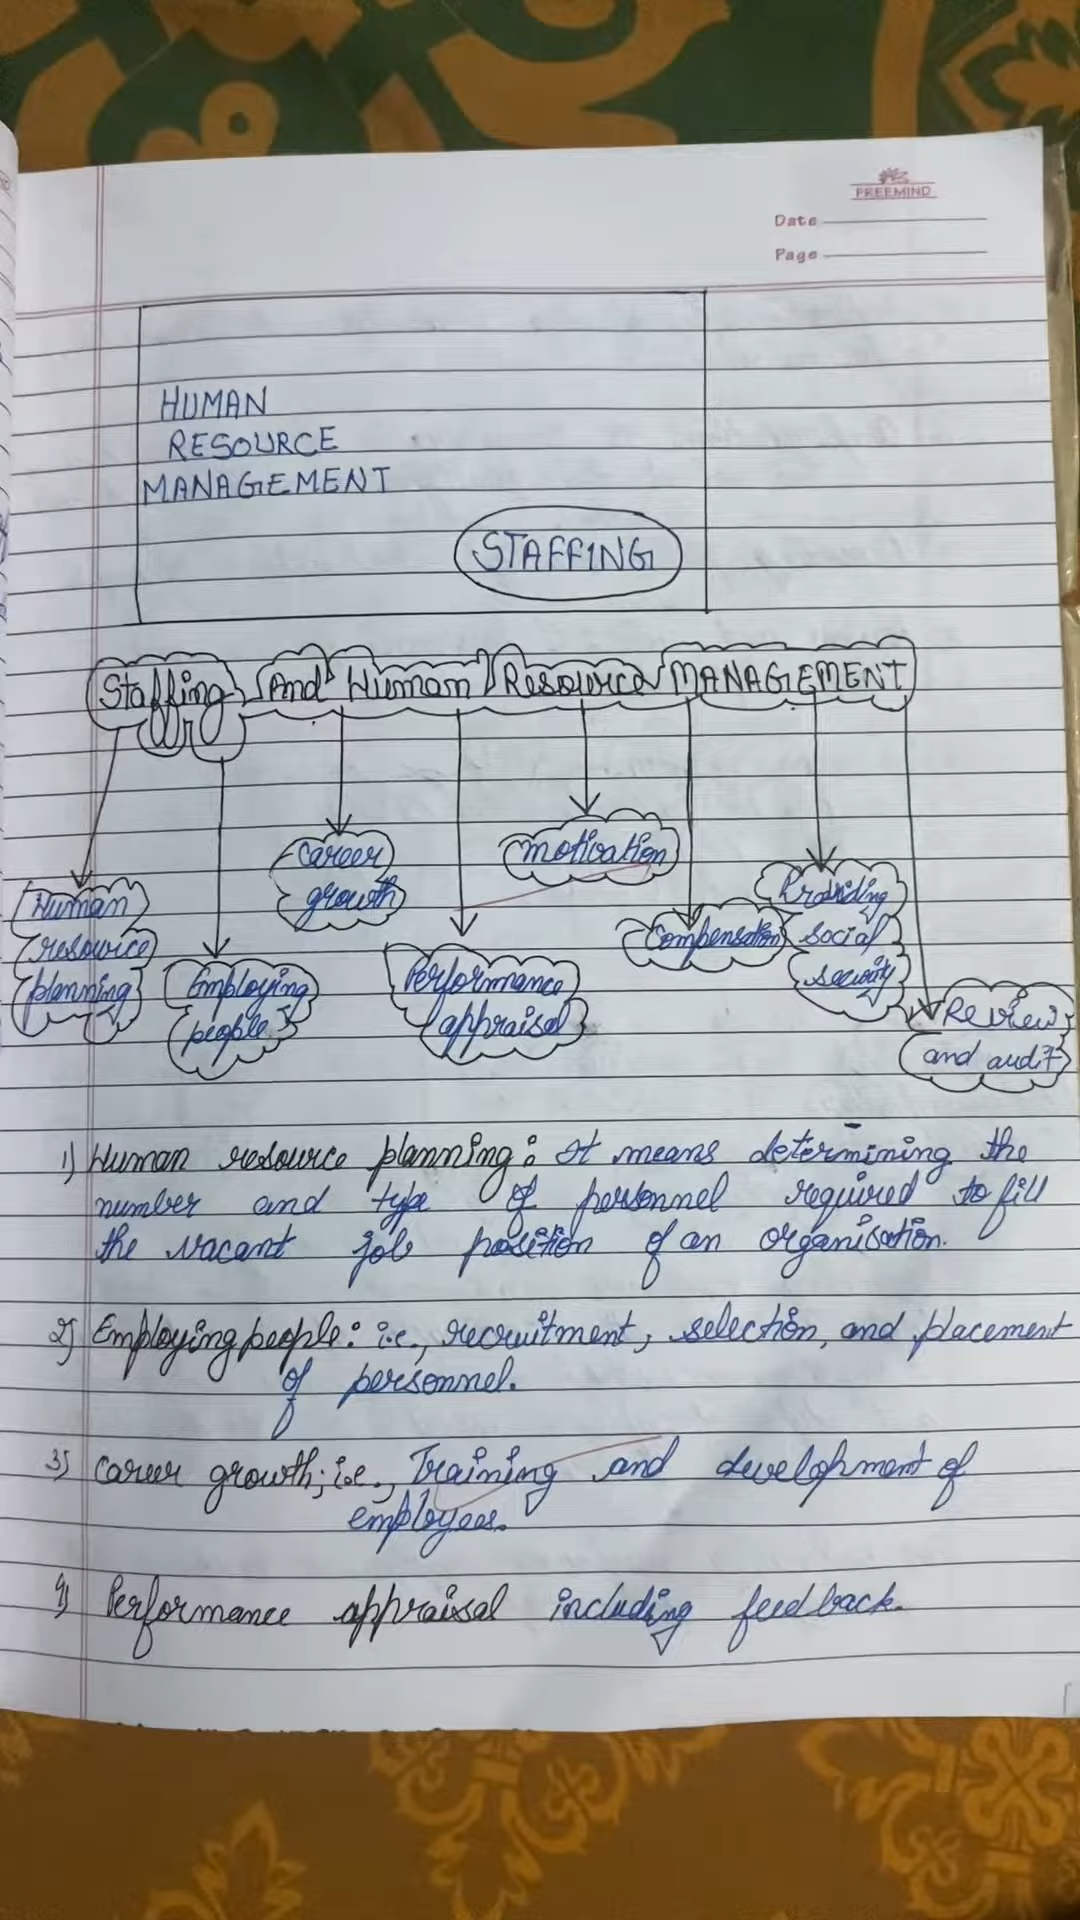 FREEMIND
Date
Page
HUMAN
RESOURCE
MANAGEMENT
STAFFING
Staffing And Human Resource MANAGEMENT
Human
resource
planning
Employing
people
Career
growth
Performance
appraisal
motivation
Compensation
Providing
social
security
Review
and audit
1) Human resource planning: It means determining the
number and type of personnel required to fill
the vacant job position of an organisation.
2) Employing people: i.e., recruitment, selection, and placement
of personnel.
3) Career growth; i.e., Training and development of
employees.
4) Performance appraisal including feedback.